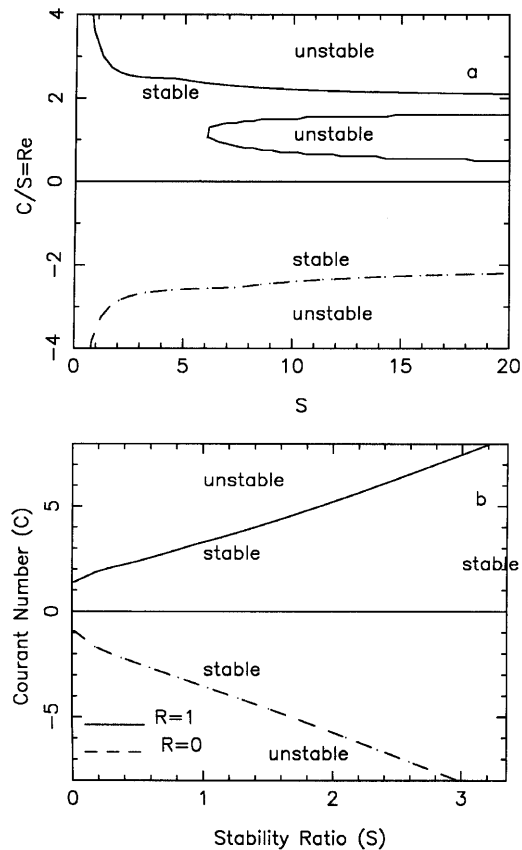 4
unstable
a
stable
2
unstable
C/S=Re
0
stable
−2
unstable
−4
0 5 10 15 20
S
unstable
b
5
stable
stable
Courant Number (C)
0
stable
−5
R=1
R=0
unstable
0 1 2 3
Stability Ratio (S)